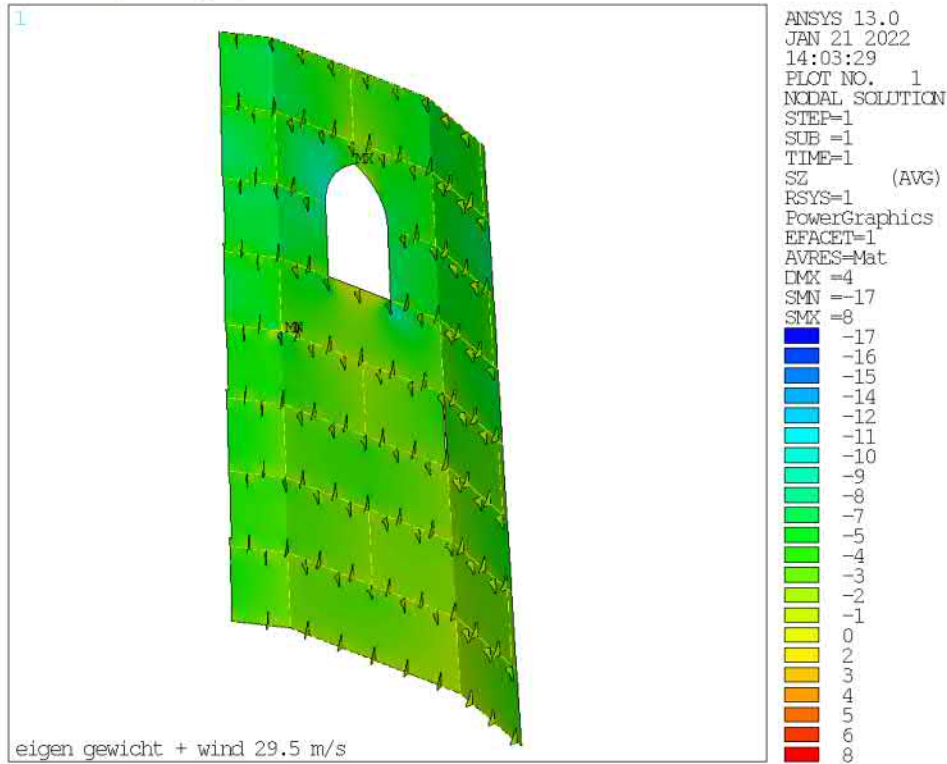 1
MX
MN
eigen gewicht + wind 29.5 m/s
ANSYS 13.0
JAN 21 2022
14:03:29
PLOT NO.   1
NODAL SOLUTION
STEP=1
SUB =1
TIME=1
SZ       (AVG)
RSYS=1
PowerGraphics
EFACET=1
AVRES=Mat
DMX =4
SMN =-17
SMX =8
-17
-16
-15
-14
-12
-11
-10
-9
-8
-7
-5
-4
-3
-2
-1
0
2
3
4
5
6
8